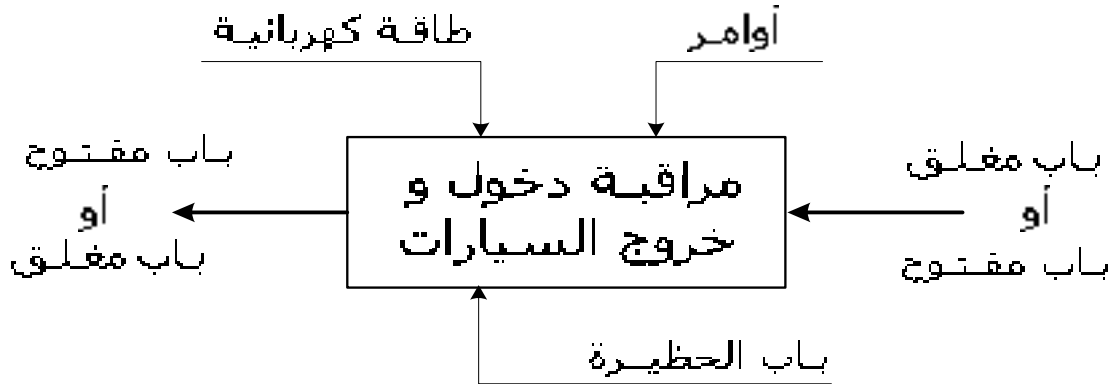 أوامر
طاقة كهربائية
باب مغلق
أو
باب مفتوح
مراقبة دخول و
خروج السيارات
باب مفتوح
أو
باب مغلق
باب الحظيرة